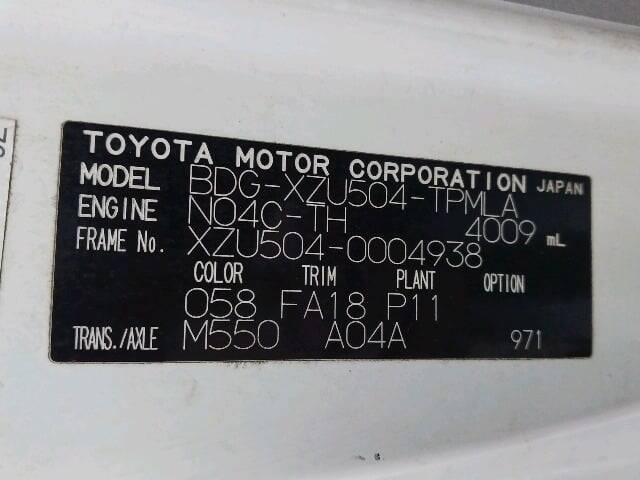 TOYOTA MOTOR CORPORATION JAPAN
MODEL BDG-XZU504-TPMLA
ENGINE N04C-TH 4009 mL
FRAME No. XZU504-0004938
COLOR TRIM PLANT OPTION
058 FA18 P11
TRANS./AXLE M550 A04A 971